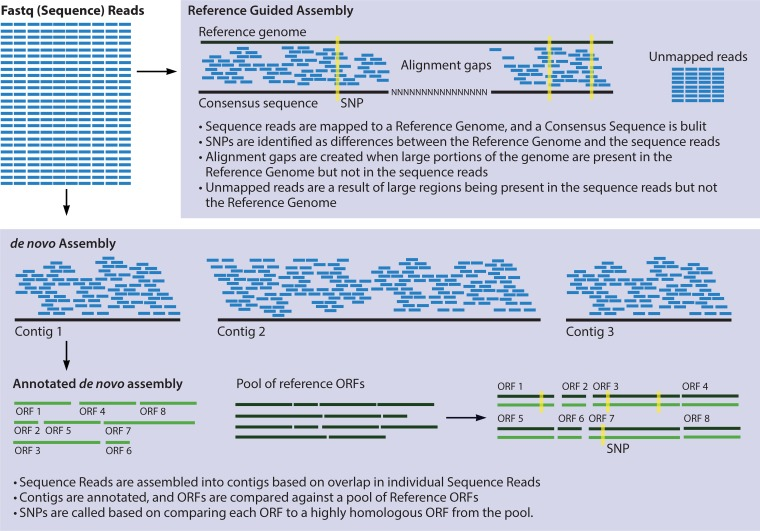 Fastq (Sequence) Reads
Reference Guided Assembly
Reference genome
Alignment gaps
Unmapped reads
NNNNNNNNNNNNNNNN
Consensus sequence
SNP
• Sequence reads are mapped to a Reference Genome, and a Consensus Sequence is bulit
• SNPs are identified as differences between the Reference Genome and the sequence reads
• Alignment gaps are created when large portions of the genome are present in the
Reference Genome but not in the sequence reads
• Unmapped reads are a result of large regions being present in the sequence reads but not
the Reference Genome
de novo Assembly
Contig 1
Contig 2
Contig 3
Annotated de novo assembly
ORF 1
ORF 4
ORF 8
ORF 2
ORF 5
ORF 7
ORF 3
ORF 6
Pool of reference ORFs
ORF 1
ORF 2
ORF 3
ORF 4
ORF 5
ORF 6
ORF 7
ORF 8
SNP
• Sequence Reads are assembled into contigs based on overlap in individual Sequence Reads
• Contigs are annotated, and ORFs are compared against a pool of Reference ORFs
• SNPs are called based on comparing each ORF to a highly homologous ORF from the pool.